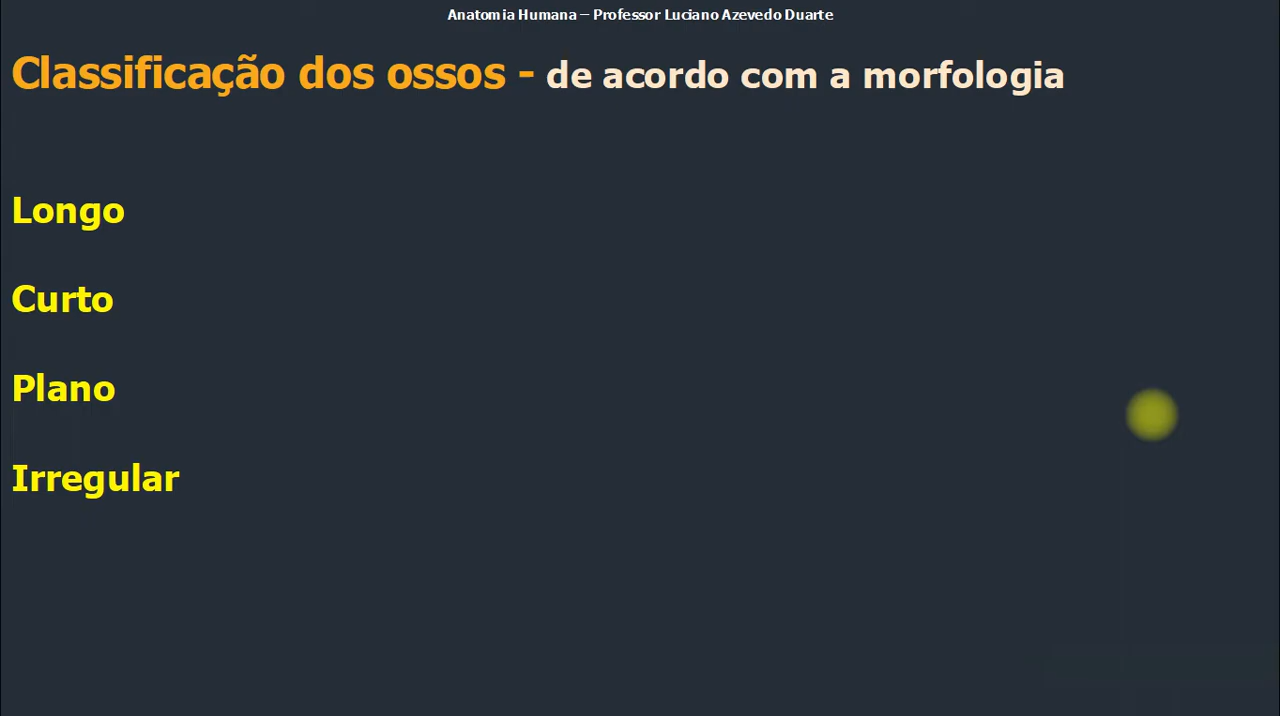 Anatomia Humana – Professor Luciano Azevedo Duarte
Classificação dos ossos - de acordo com a morfologia
Longo
Curto
Plano
Irregular